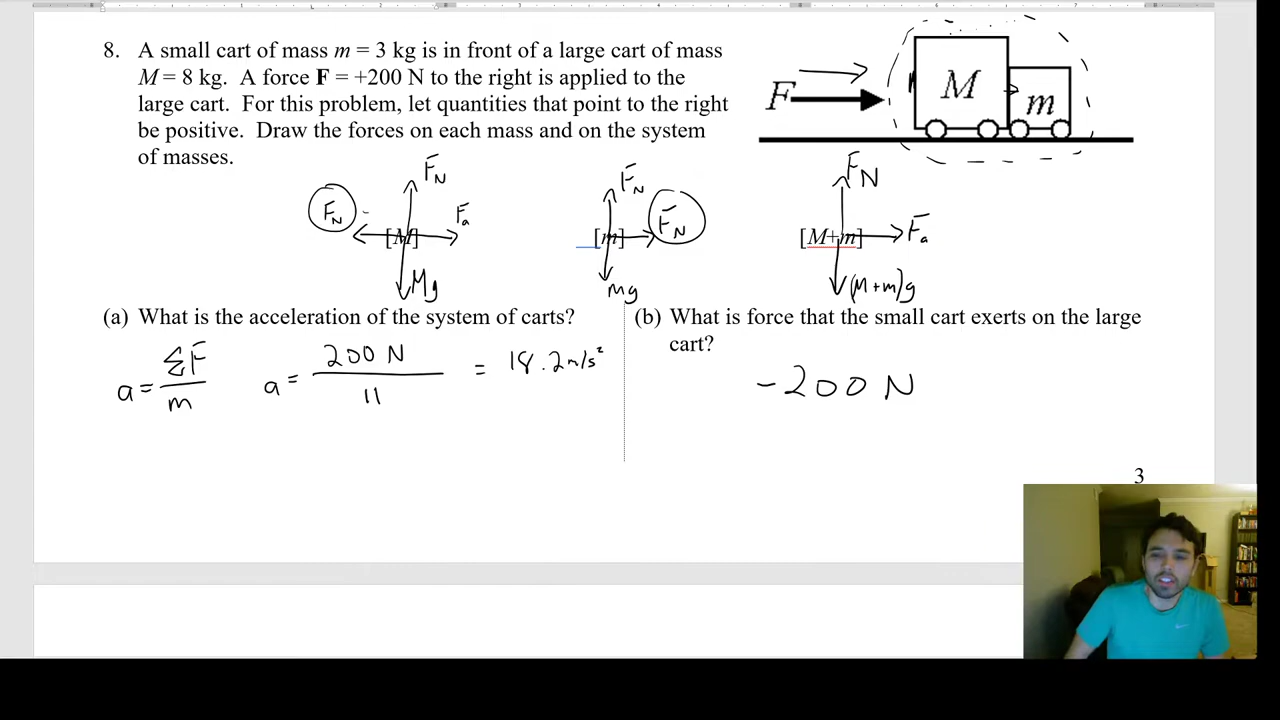 8. A small cart of mass m = 3 kg is in front of a large cart of mass
M = 8 kg. A force F = +200 N to the right is applied to the
large cart. For this problem, let quantities that point to the right
be positive. Draw the forces on each mass and on the system
of masses.
F
M
m
F_N
F_N
F_a
[M]
Mg
F_N
F_N
[m]
mg
F_N
F_a
[M+m]
(M+m)g
(a) What is the acceleration of the system of carts?
a = ΣF / m
a = 200 N / 11 = 18.2 m/s²
(b) What is force that the small cart exerts on the large
cart?
-200 N
3